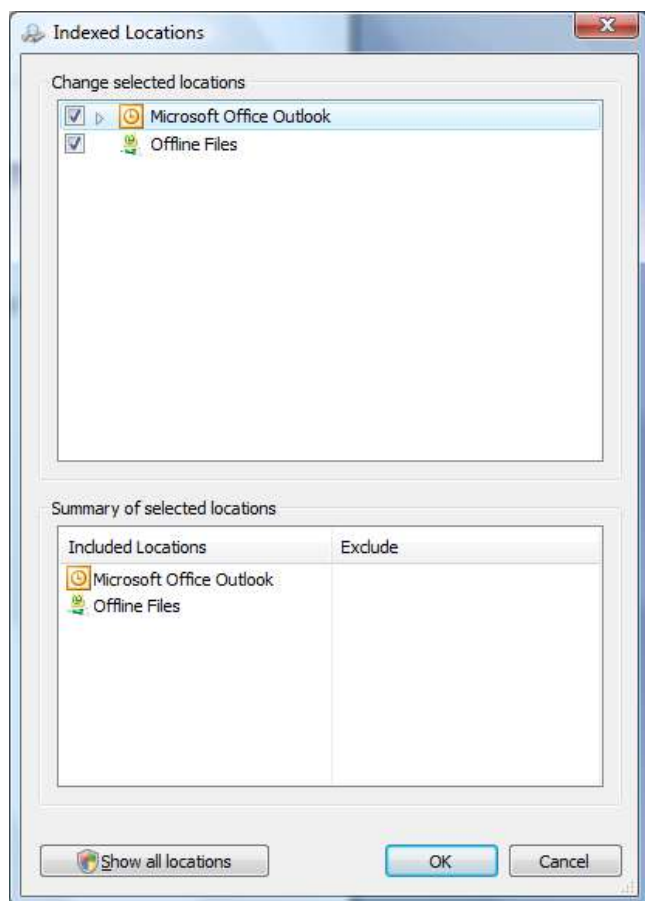 Indexed Locations
Change selected locations
Microsoft Office Outlook
Offline Files
Summary of selected locations
Included Locations Exclude
Microsoft Office Outlook
Offline Files
Show all locations OK Cancel